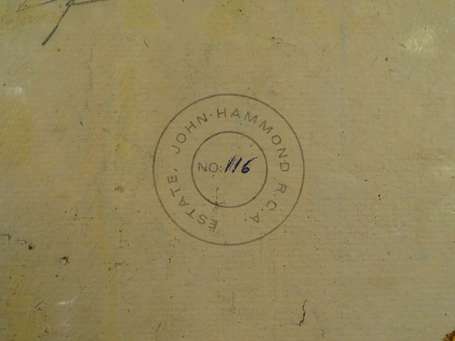 ESTATE. JOHN·HAMMOND R.C.A.
NO: 116